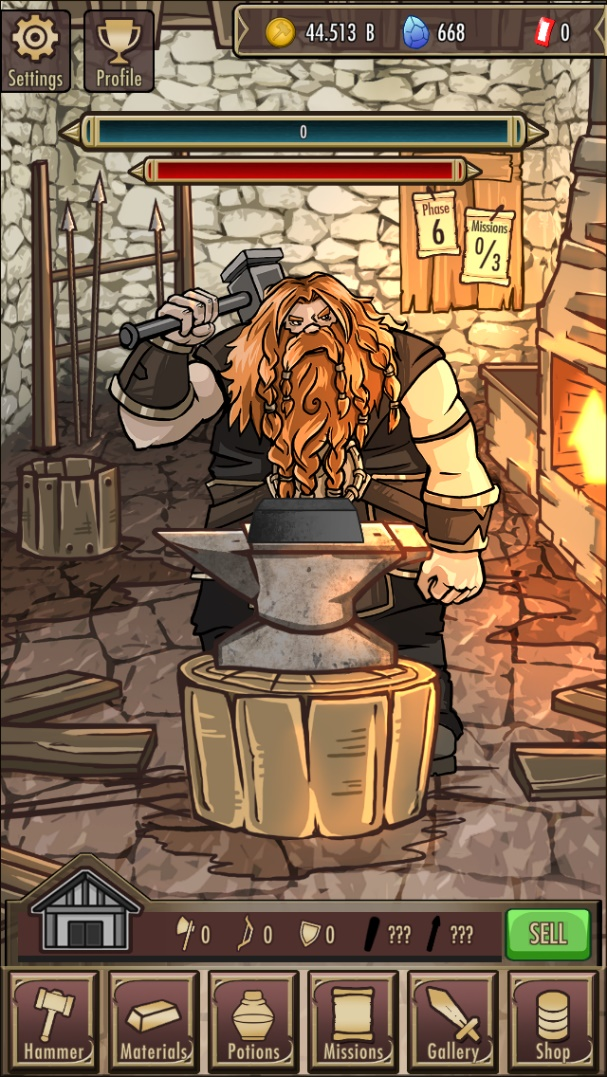 Settings
Profile
44.513 B
668
0
0
Phase
6
Missions
0/3
0
0
0
???
???
SELL
Hammer
Materials
Potions
Missions
Gallery
Shop